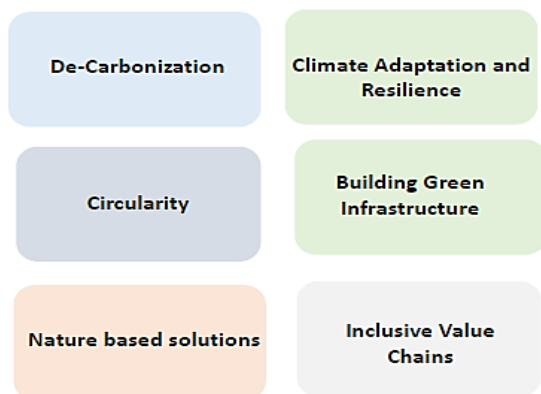 De-Carbonization
Climate Adaptation and
Resilience
Circularity
Building Green
Infrastructure
Nature based solutions
Inclusive Value
Chains